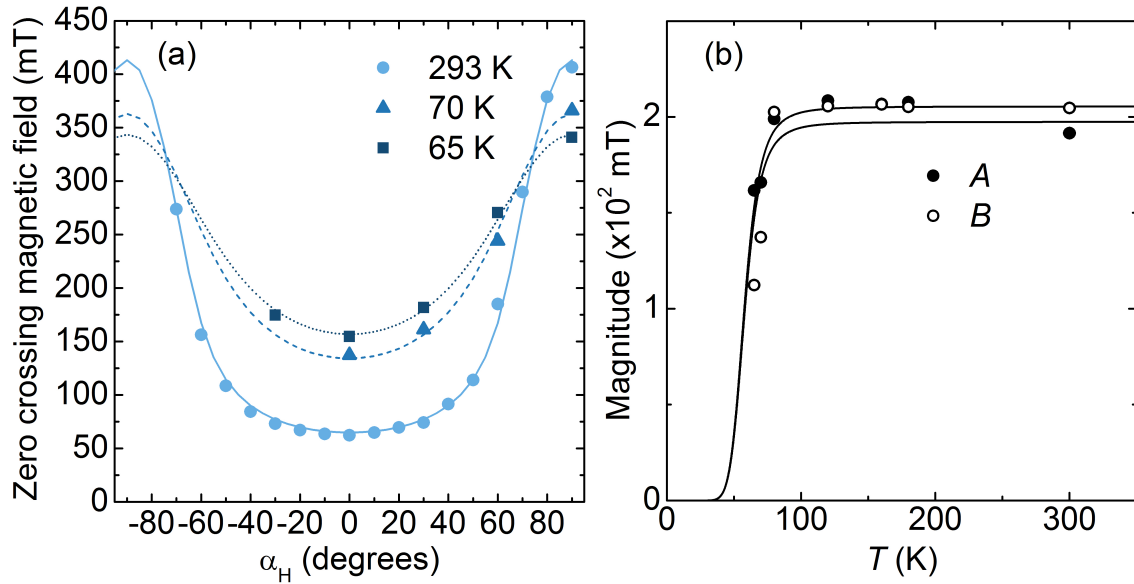 (a)
293 K
70 K
65 K
Zero crossing magnetic field (mT)
450
400
350
300
250
200
150
100
50
0
-80 -60 -40 -20 0 20 40 60 80
α_H (degrees)
(b)
A
B
Magnitude (x10² mT)
2
1
0
0 100 200 300
T (K)